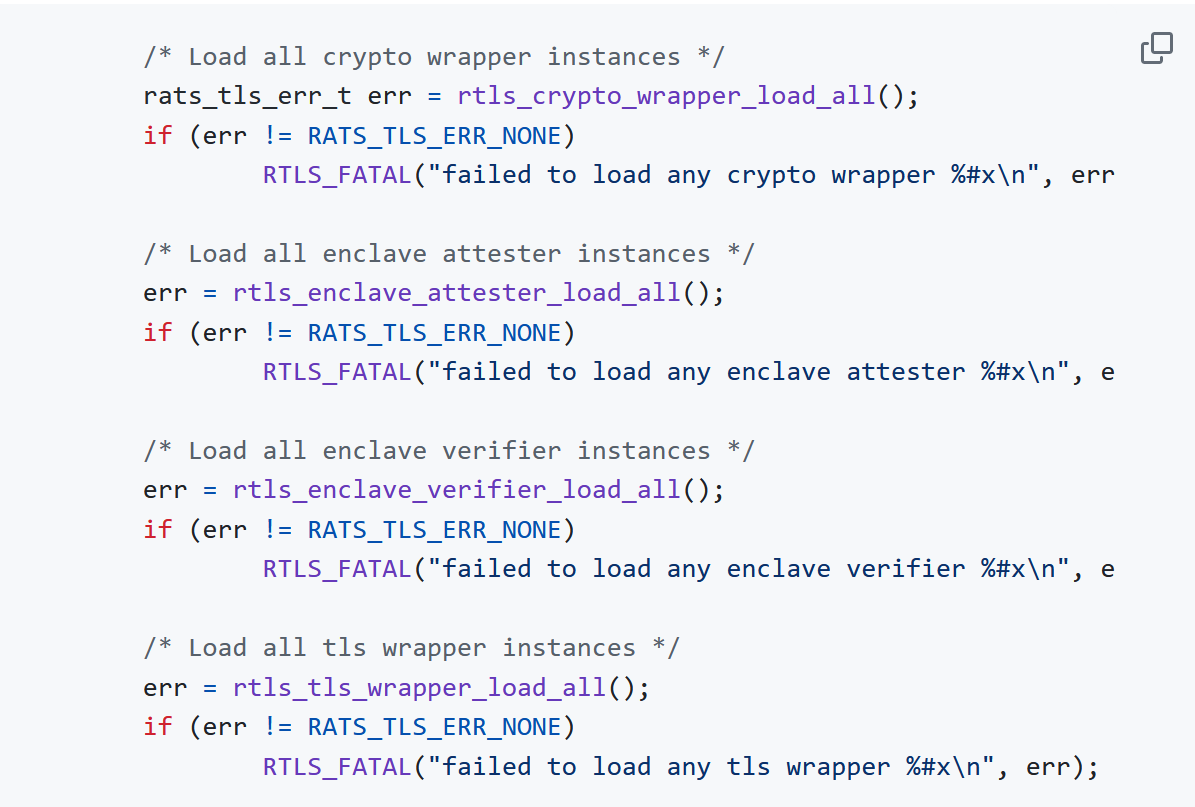 /* Load all crypto wrapper instances */
rats_tls_err_t err = rtls_crypto_wrapper_load_all();
if (err != RATS_TLS_ERR_NONE)
RTLS_FATAL("failed to load any crypto wrapper %#x\n", err
/* Load all enclave attester instances */
err = rtls_enclave_attester_load_all();
if (err != RATS_TLS_ERR_NONE)
RTLS_FATAL("failed to load any enclave attester %#x\n", e
/* Load all enclave verifier instances */
err = rtls_enclave_verifier_load_all();
if (err != RATS_TLS_ERR_NONE)
RTLS_FATAL("failed to load any enclave verifier %#x\n", e
/* Load all tls wrapper instances */
err = rtls_tls_wrapper_load_all();
if (err != RATS_TLS_ERR_NONE)
RTLS_FATAL("failed to load any tls wrapper %#x\n", err);